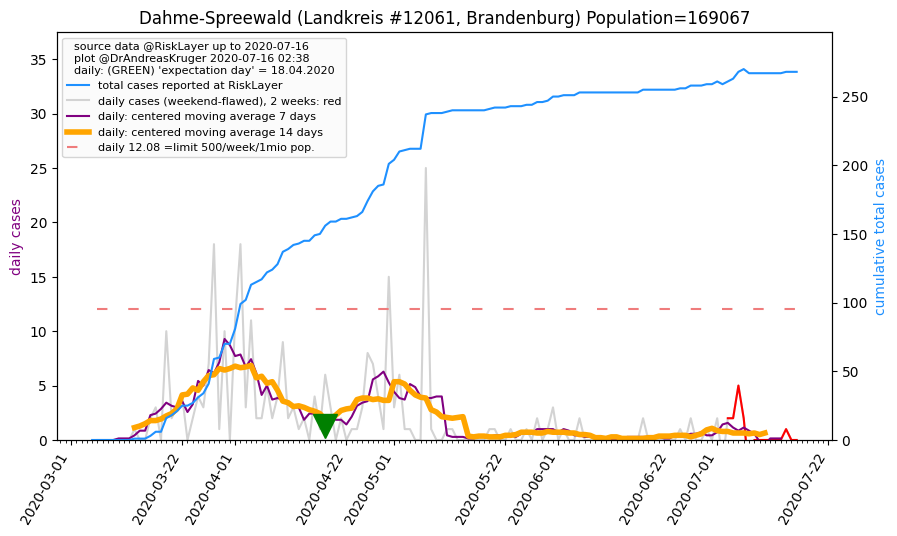 Dahme-Spreewald (Landkreis #12061, Brandenburg) Population=169067
source data @RiskLayer up to 2020-07-16
plot @DrAndreasKruger 2020-07-16 02:38
daily: (GREEN) 'expectation day' = 18.04.2020
total cases reported at RiskLayer
daily cases (weekend-flawed), 2 weeks: red
daily: centered moving average 7 days
daily: centered moving average 14 days
daily 12.08 =limit 500/week/1mio pop.
daily cases
35
30
25
20
15
10
5
0
cumulative total cases
250
200
150
100
50
0
2020-03-01
2020-03-22
2020-04-01
2020-04-22
2020-05-01
2020-05-22
2020-06-01
2020-06-22
2020-07-01
2020-07-22